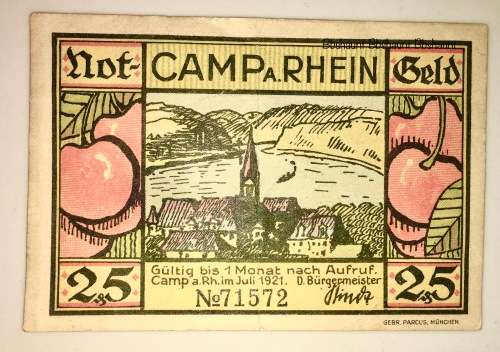 Not- CAMP A. RHEIN Geld
Gültig bis 1 Monat nach Aufruf.
Camp a. Rh. im Juli 1921. D. Bürgermeister
25 ₰ № 71572 25 ₰
GEBR. PARCUS, MÜNCHEN.